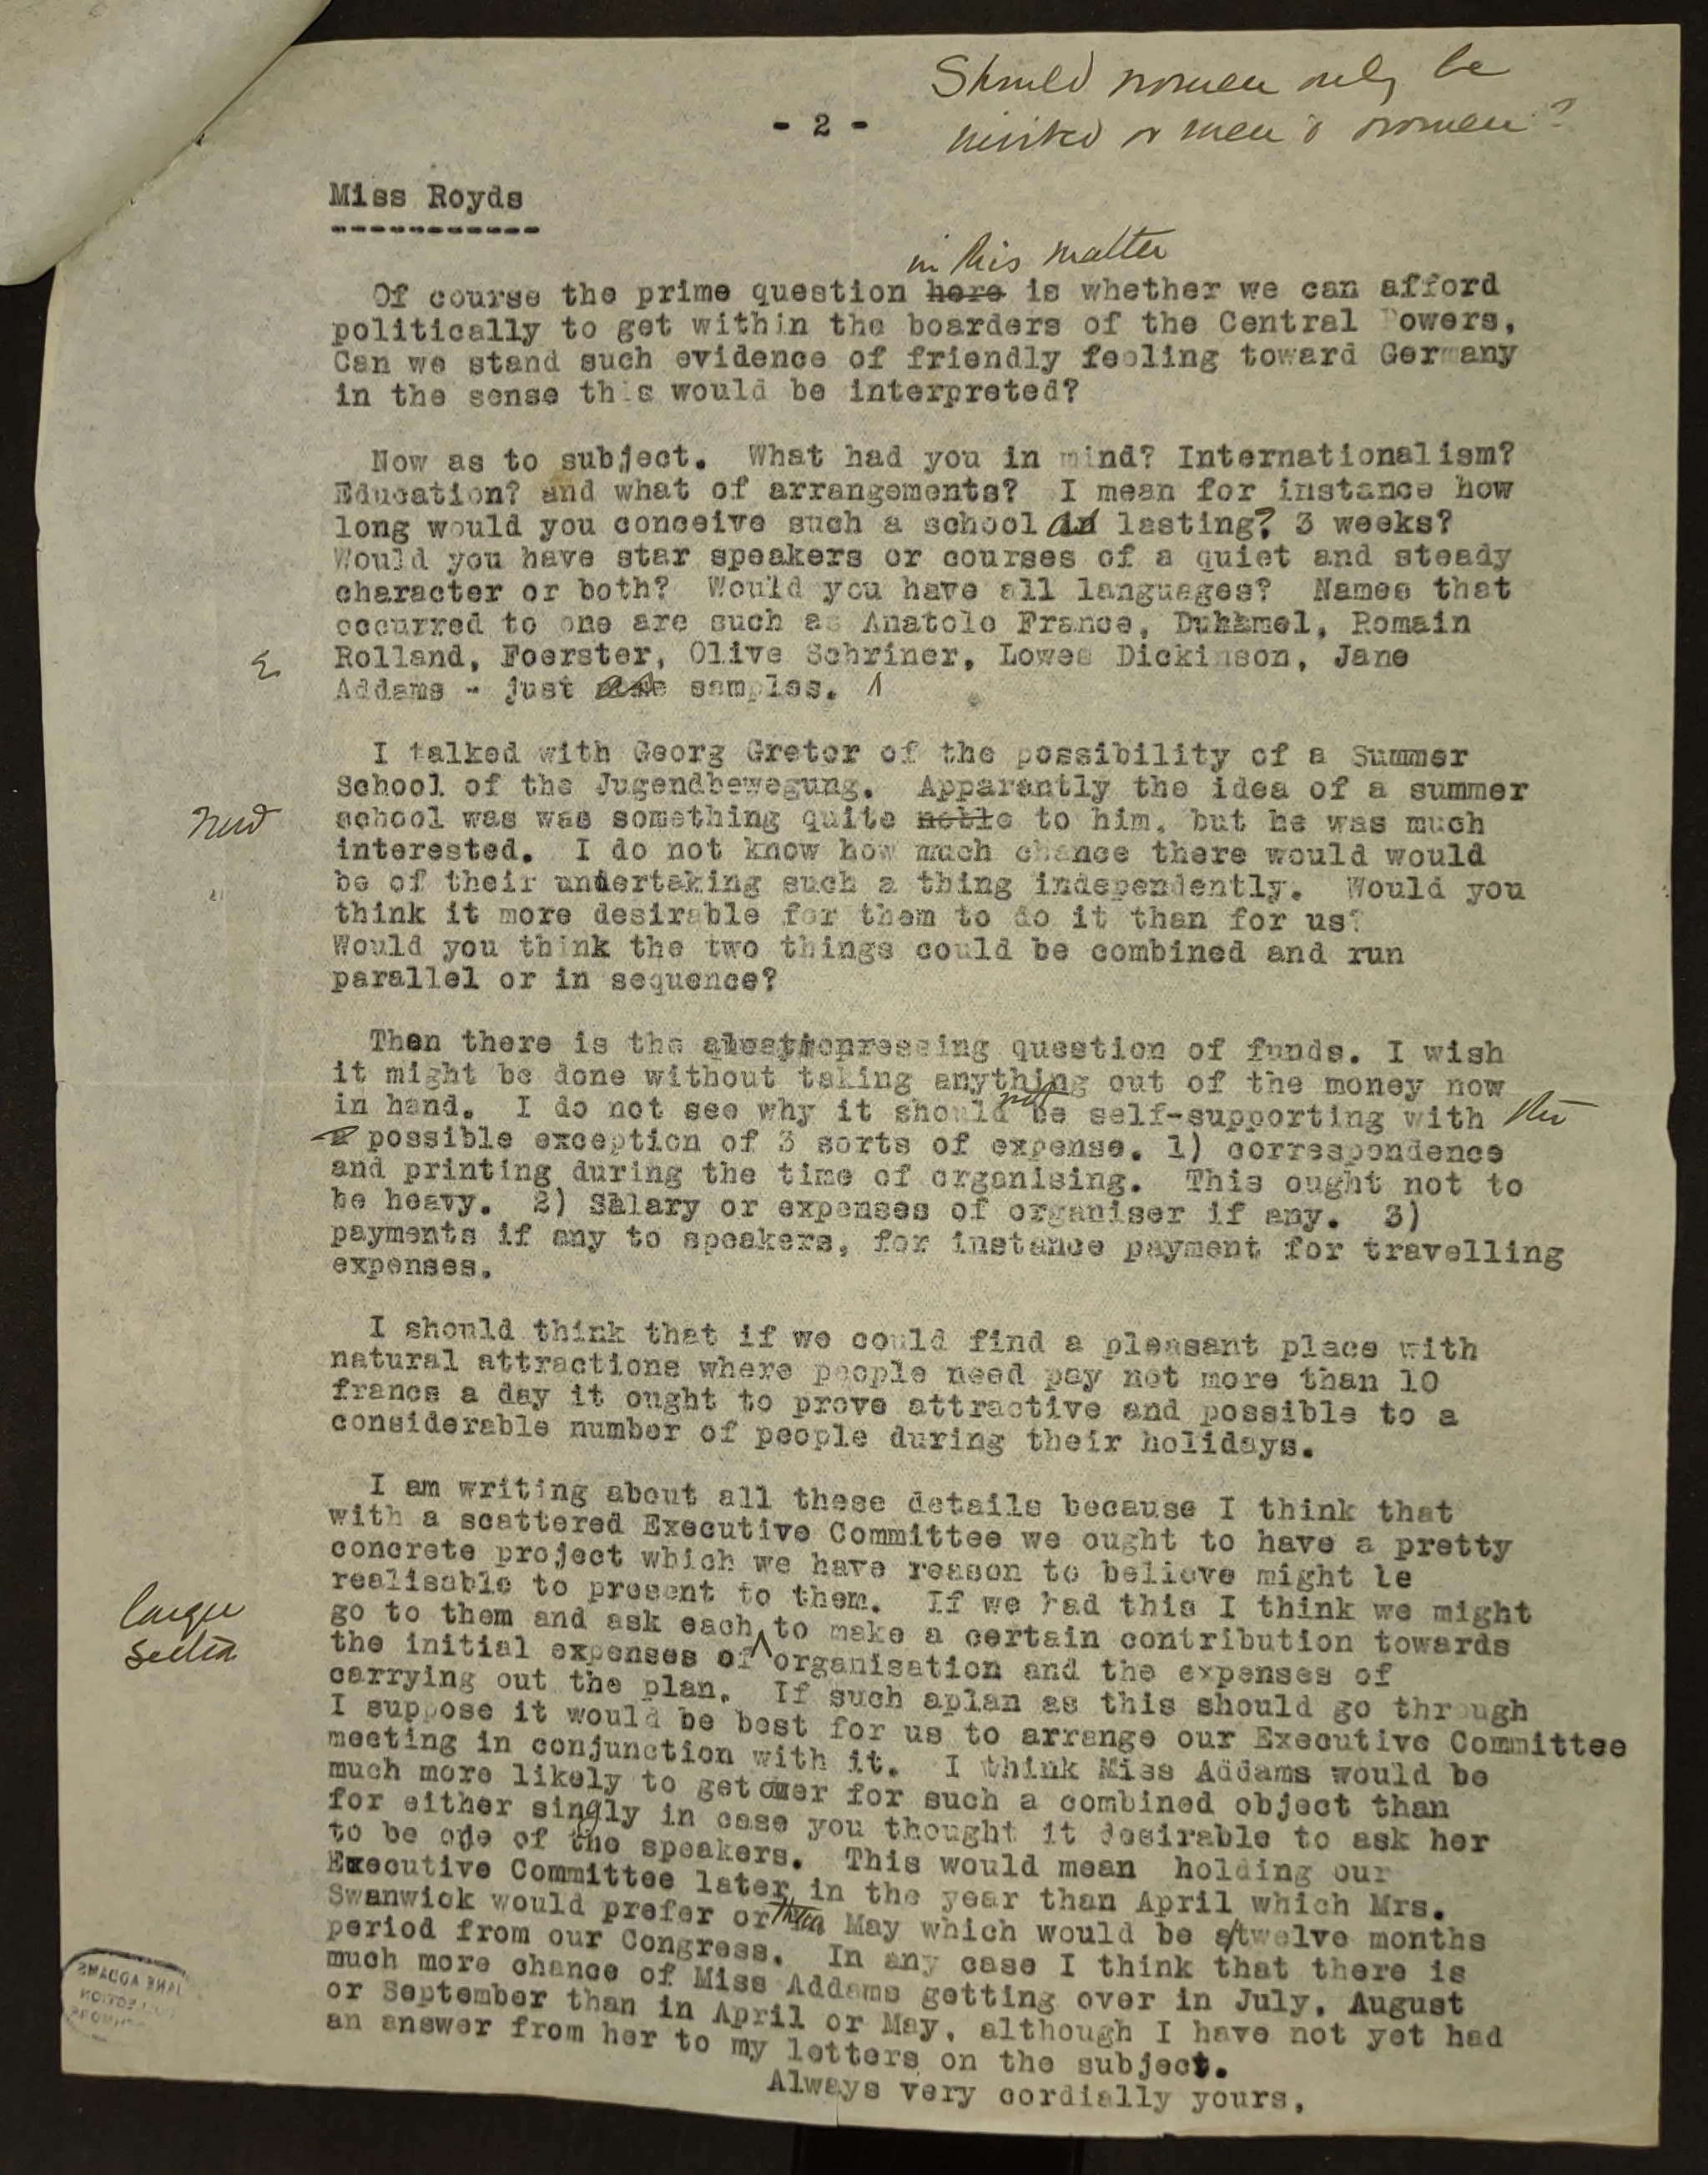 Should women only be
invited or men & women?
- 2 -
Miss Royds
in this matter
Of course the prime question here is whether we can afford
politically to get within the boarders of the Central Powers,
Can we stand such evidence of friendly feeling toward Germany
in the sense this would be interpreted?
Now as to subject. What had you in mind? Internationalism?
Education? and what of arrangements? I mean for instance how
long would you conceive such a school as lasting? 3 weeks?
Would you have star speakers or courses of a quiet and steady
character or both? Would you have all languages? Names that
occurred to one are such as Anatole France, Duhamel, Romain
Rolland, Foerster, Olive Schriner, Lowes Dickinson, Jane
Addams - just as samples.
I talked with Georg Gretor of the possibility of a Summer
School of the Jugendbewegung. Apparantly the idea of a summer
new
school was was something quite noble to him, but he was much
interested. I do not know how much chance there would would
be of their undertaking such a thing independently. Would you
think it more desirable for them to do it than for us?
Would you think the two things could be combined and run
parallel or in sequence?
Then there is the pressing question of funds. I wish
it might be done without taking anything out of the money now
in hand. I do not see why it should not be self-supporting with the
a possible exception of 3 sorts of expense. 1) correspondence
and printing during the time of organising. This ought not to
be heavy. 2) Salary or expenses of organiser if any. 3)
payments if any to speakers, for instance payment for travelling
expenses.
I should think that if we could find a pleasant place with
natural attractions where people need pay not more than 10
francs a day it ought to prove attractive and possible to a
considerable number of people during their holidays.
I am writing about all these details because I think that
with a scattered Executive Committee we ought to have a pretty
concrete project which we have reason to believe might be
realisable to present to them. If we had this I think we might
larger
section
go to them and ask each to make a certain contribution towards
the initial expenses of organisation and the expenses of
carrying out the plan. If such aplan as this should go through
I suppose it would be best for us to arrange our Executive Committee
meeting in conjunction with it. I think Miss Addams would be
much more likely to get over for such a combined object than
for either singly in case you thought it desirable to ask her
to be one of the speakers. This would mean holding our
Executive Committee later in the year than April which Mrs.
Swanwick would prefer or than May which would be a twelve months
period from our Congress. In any case I think that there is
much more chance of Miss Addams getting over in July, August
or September than in April or May, although I have not yet had
an answer from her to my letters on the subject.
Always very cordially yours,
JANE ADDAMS